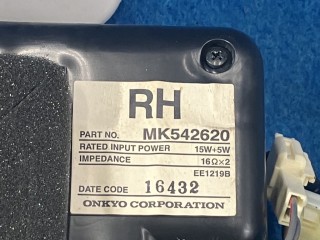 RH
PART NO. MK542620
RATED INPUT POWER 15W+5W
IMPEDANCE 16Ω×2
EE1219B
DATE CODE 16432
ONKYO CORPORATION